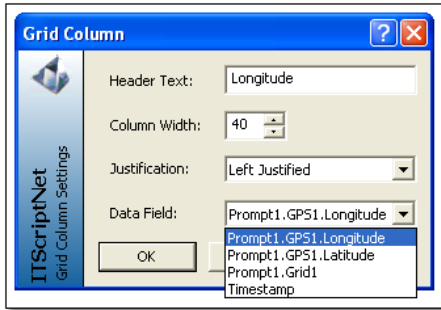 Grid Column
ITScriptNet
Grid Column Settings
Header Text: Longitude
Column Width: 40
Justification: Left Justified
Data Field: Prompt1.GPS1.Longitude
Prompt1.GPS1.Longitude
Prompt1.GPS1.Latitude
Prompt1.Grid1
Timestamp
OK